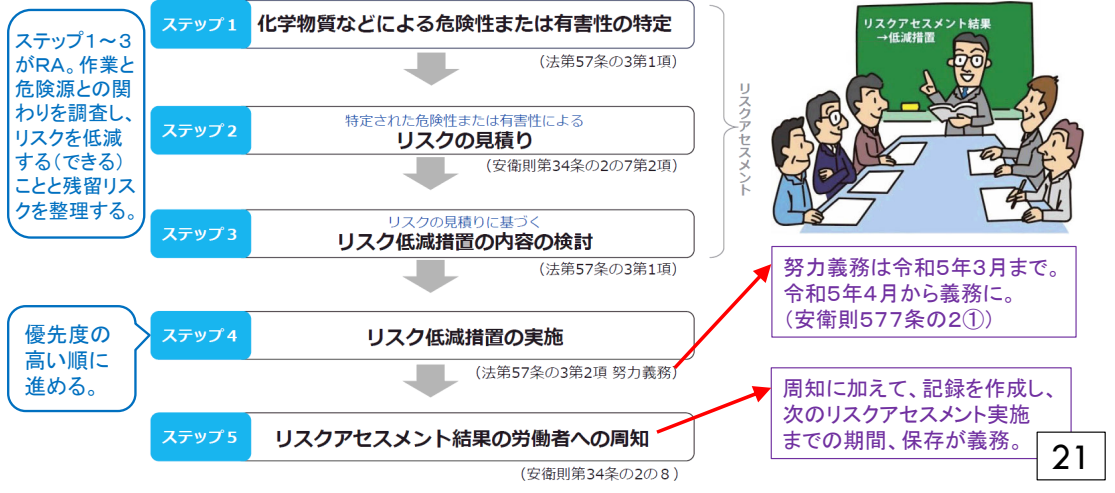 ステップ1～3
がRA。作業と
危険源との関
わりを調査し、
リスクを低減
する(できる)
ことと残留リス
クを整理する。
ステップ1
化学物質などによる危険性または有害性の特定
(法第57条の3第1項)
ステップ2
特定された危険性または有害性による
リスクの見積り
(安衛則第34条の2の7第2項)
ステップ3
リスクの見積りに基づく
リスク低減措置の内容の検討
(法第57条の3第1項)
リスクアセスメント
リスクアセスメント結果
→低減措置
優先度の
高い順に
進める。
ステップ4
リスク低減措置の実施
(法第57条の3第2項 努力義務)
努力義務は令和5年3月まで。
令和5年4月から義務に。
(安衛則577条の2①)
ステップ5
リスクアセスメント結果の労働者への周知
(安衛則第34条の2の8)
周知に加えて、記録を作成し、
次のリスクアセスメント実施
までの期間、保存が義務。
21